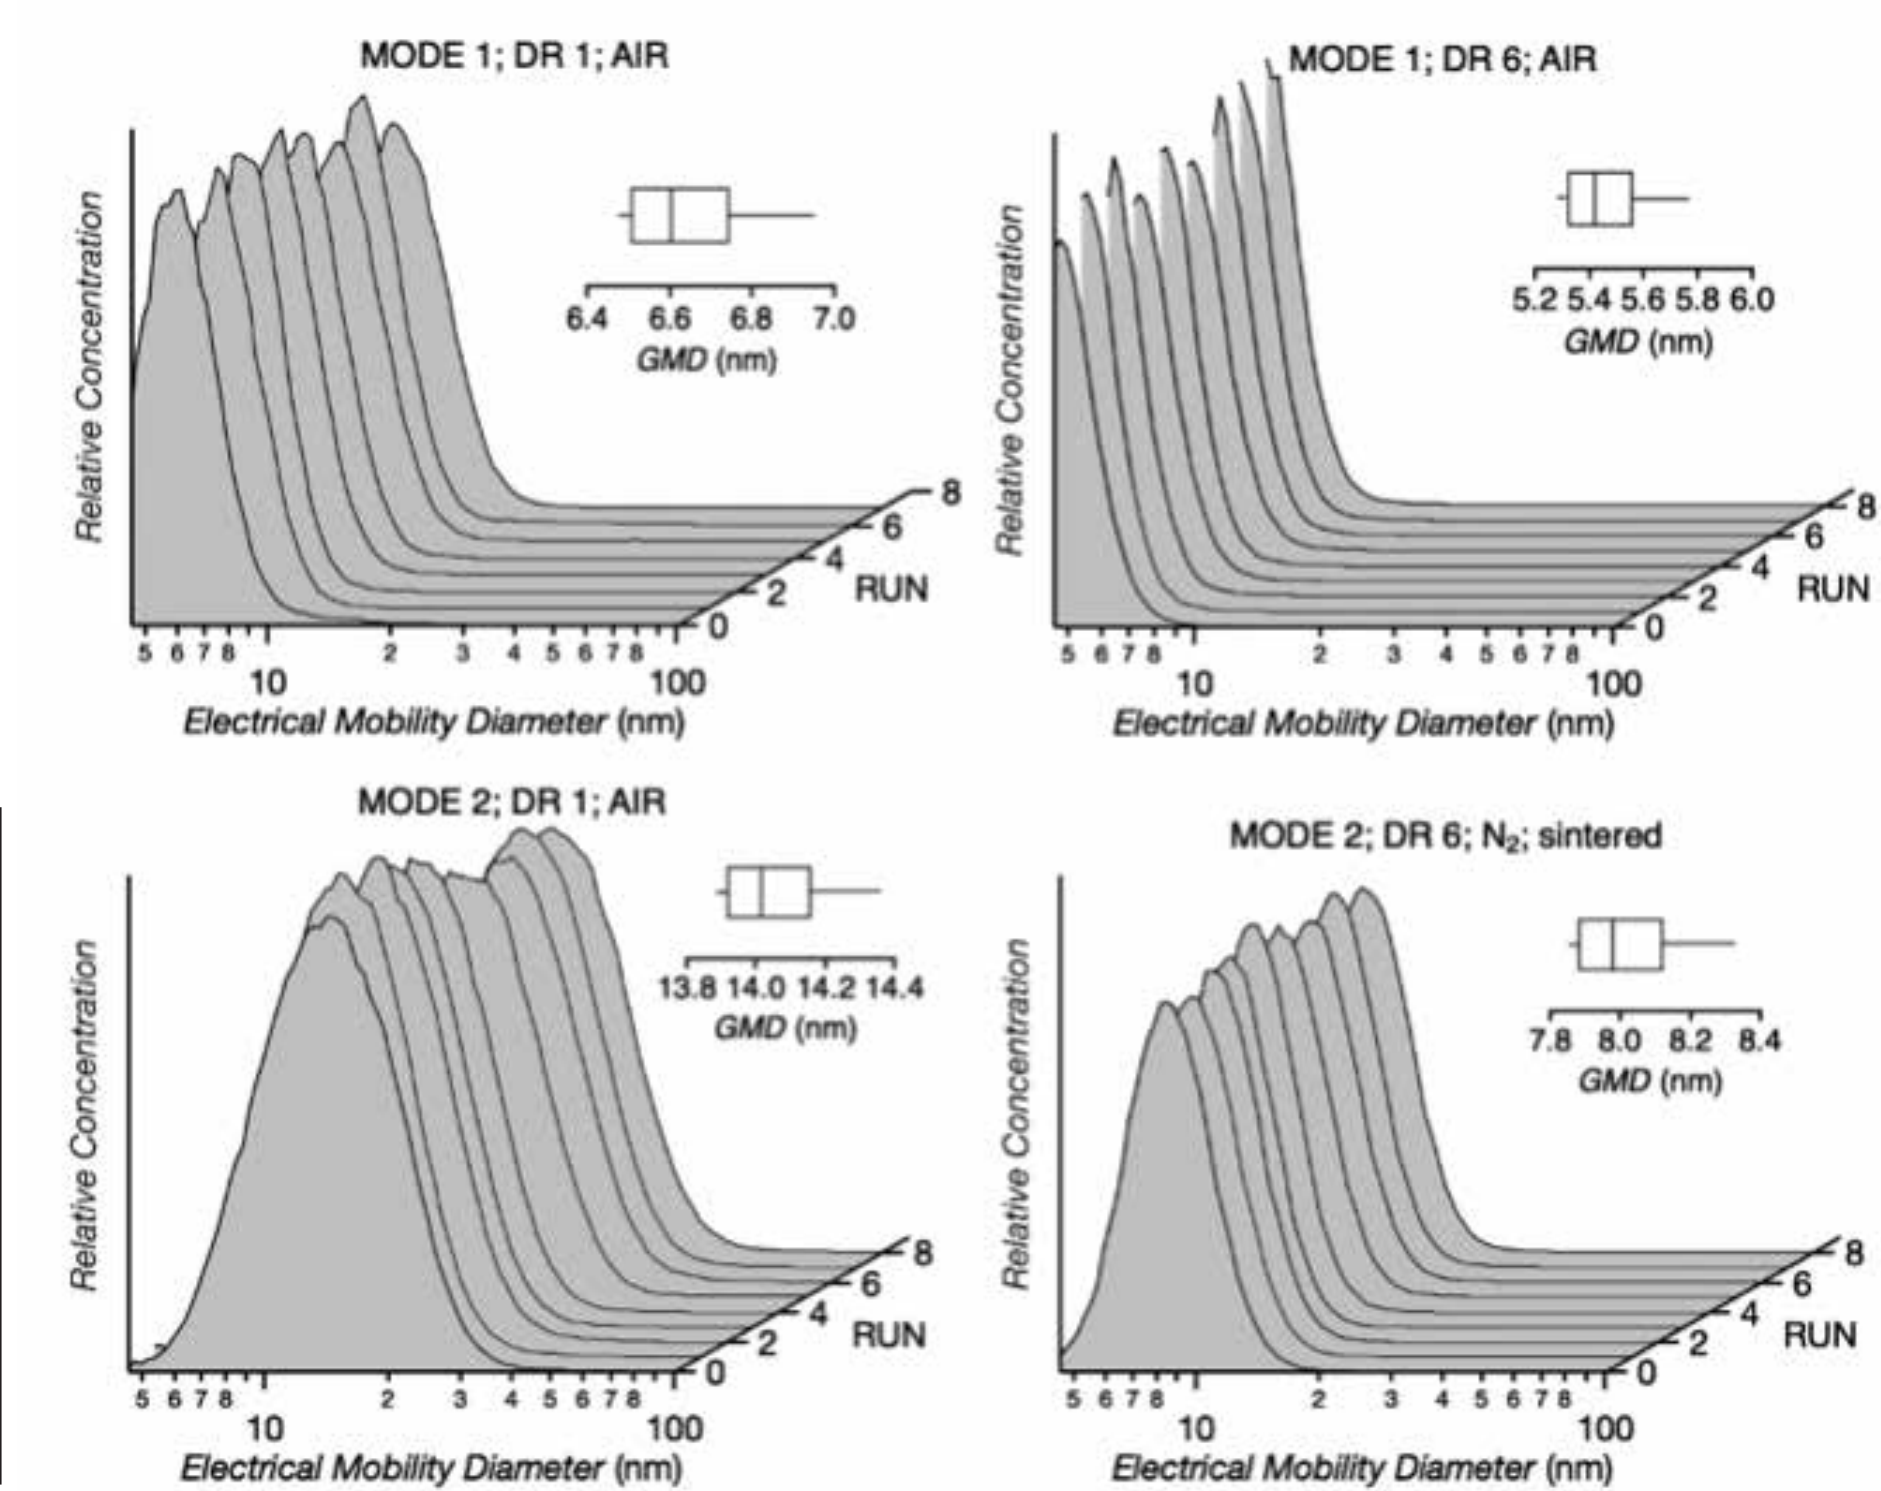 MODE 1; DR 1; AIR
Relative Concentration
6.4 6.6 6.8 7.0
GMD (nm)
8
6
4
2
0
RUN
5 6 7 8 2 3 4 5 6 7 8
10 100
Electrical Mobility Diameter (nm)
MODE 1; DR 6; AIR
Relative Concentration
5.2 5.4 5.6 5.8 6.0
GMD (nm)
8
6
4
2
0
RUN
5 6 7 8 2 3 4 5 6 7 8
10 100
Electrical Mobility Diameter (nm)
MODE 2; DR 1; AIR
Relative Concentration
13.8 14.0 14.2 14.4
GMD (nm)
8
6
4
2
0
RUN
5 6 7 8 2 3 4 5 6 7 8
10 100
Electrical Mobility Diameter (nm)
MODE 2; DR 6; N₂; sintered
Relative Concentration
7.8 8.0 8.2 8.4
GMD (nm)
8
6
4
2
0
RUN
5 6 7 8 2 3 4 5 6 7 8
10 100
Electrical Mobility Diameter (nm)